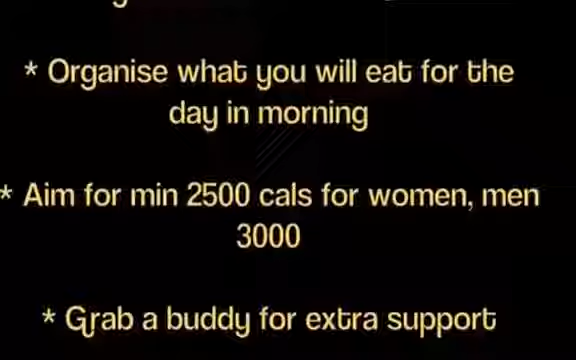 * Organise what you will eat for the
day in morning
* Aim for min 2500 cals for women, men
3000
* Grab a buddy for extra support